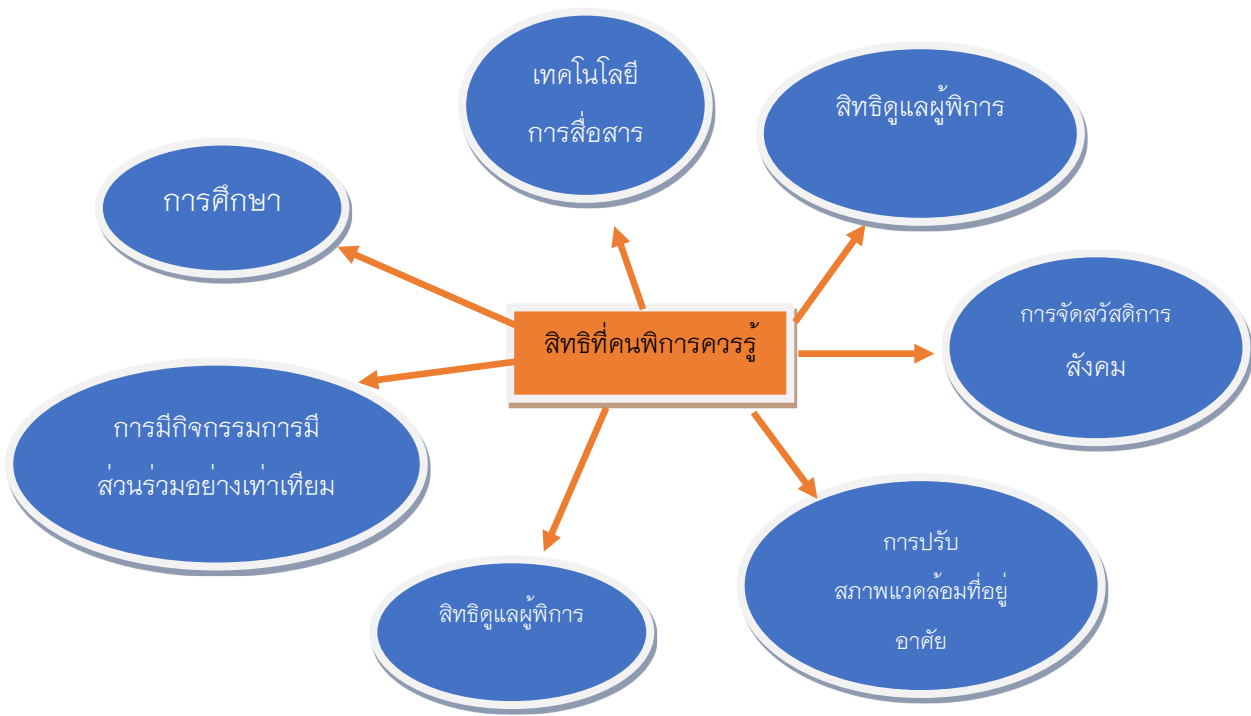 เทคโนโลยี
การสื่อสาร
สิทธิดูแลผู้พิการ
การศึกษา
การจัดสวัสดิการ
สังคม
สิทธิที่คนพิการควรรู้
การมีกิจกรรมการมี
ส่วนร่วมอย่างเท่าเทียม
การปรับ
สภาพแวดล้อมที่อยู่
อาศัย
สิทธิดูแลผู้พิการ